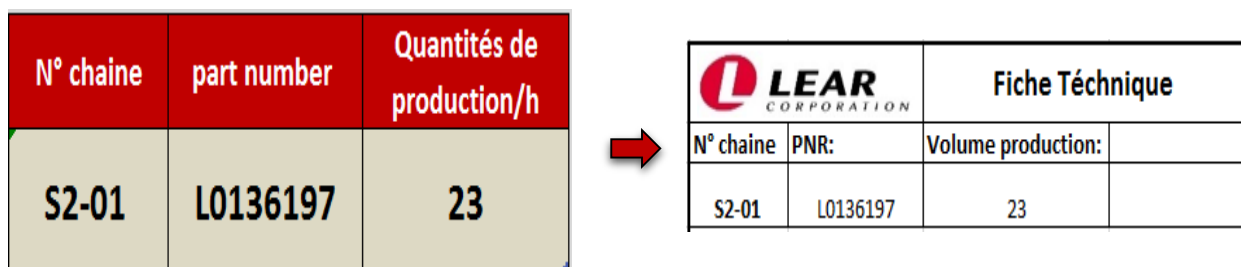 N° chaine
part number
Quantités de
production/h
S2-01
L0136197
23
LEAR
CORPORATION
Fiche Téchnique
N° chaine
PNR:
Volume production:
S2-01
L0136197
23